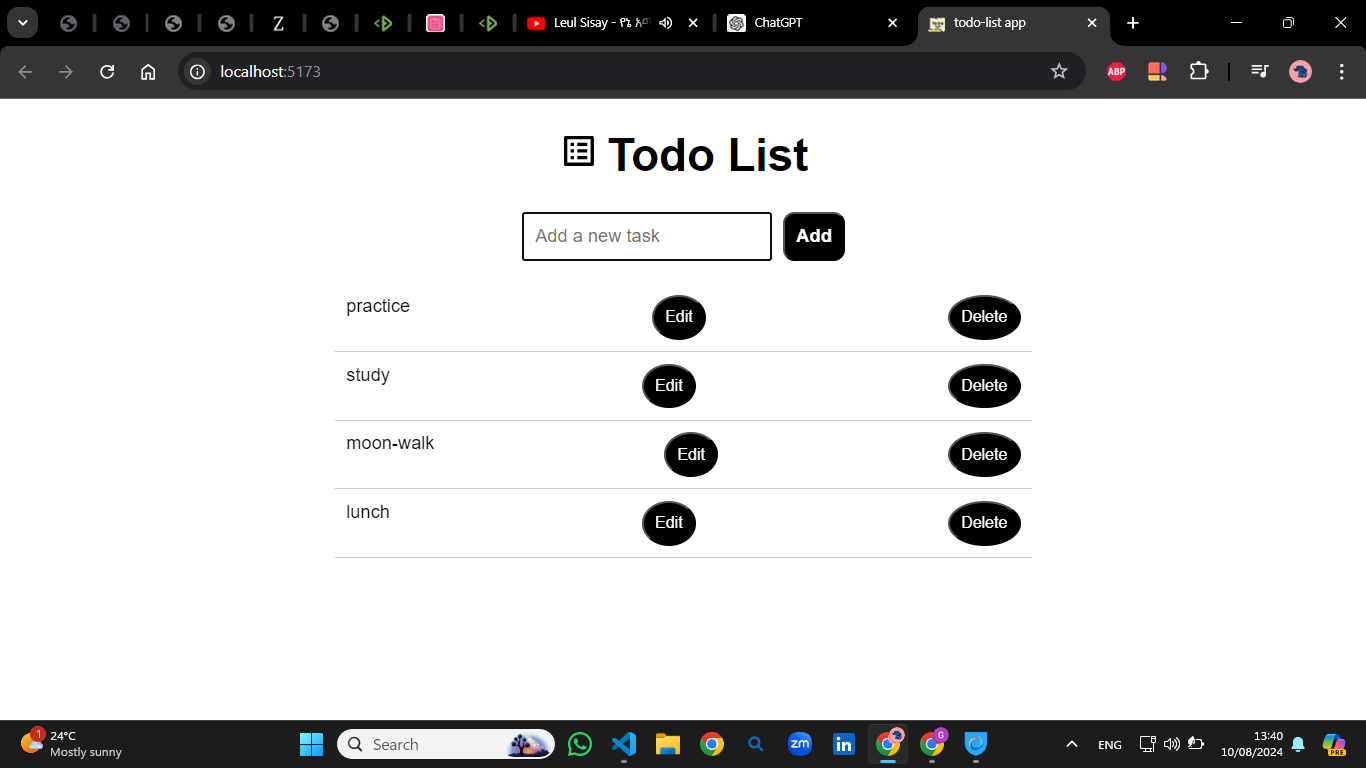 Z
Leul Sisay - የኔ
ChatGPT
todo-list app
localhost:5173
ABP
Todo List
Add a new task
Add
practice
Edit
Delete
study
Edit
Delete
moon-walk
Edit
Delete
lunch
Edit
Delete
1
24°C
Mostly sunny
Search
zm
in
G
ENG
13:40
10/08/2024
PRE